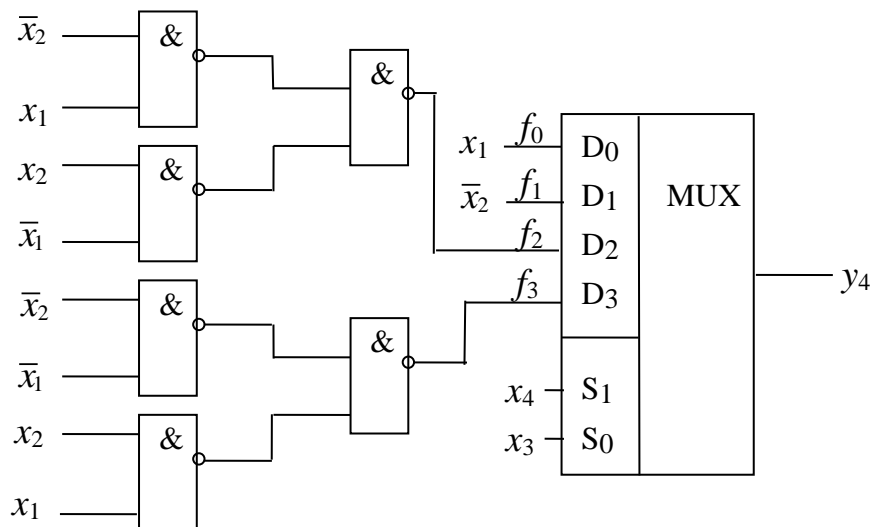 x̅₂
&
x₁
&
x₂
&
x̅₁
x₁ f₀ D₀
x̅₂ f₁ D₁ MUX
f₂ D₂
f₃ D₃
y₄
x̅₂
&
x̅₁
&
x₂
&
x₁
x₄ S₁
x₃ S₀